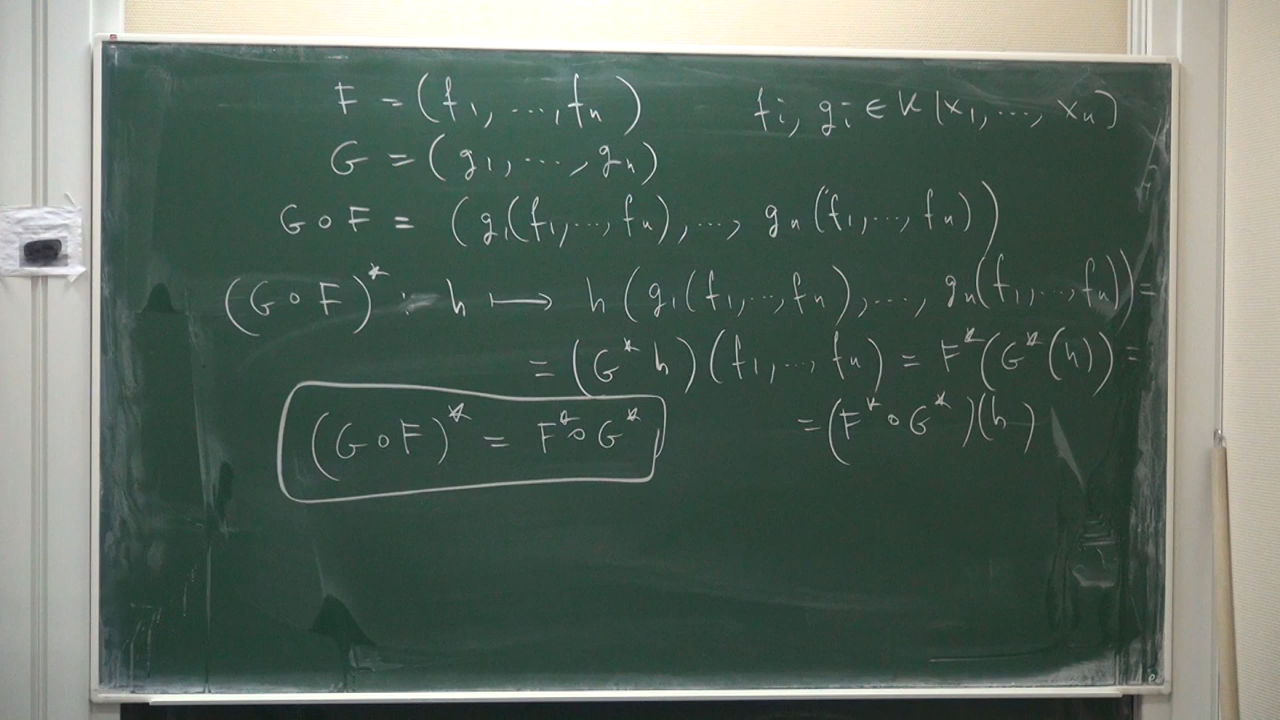 F = (f₁, ..., fₙ) fᵢ, gᵢ ∈ K(x₁, ..., xₙ)
G = (g₁, ..., gₙ)
G∘F = (g₁(f₁, ..., fₙ), ..., gₙ(f₁, ..., fₙ))
(G∘F)* : h ⟼ h(g₁(f₁, ..., fₙ), ..., gₙ(f₁, ..., fₙ)) =
= (G*h)(f₁, ..., fₙ) = F*(G*(h)) =
= (F*∘G*)(h)
(G∘F)* = F*∘G*